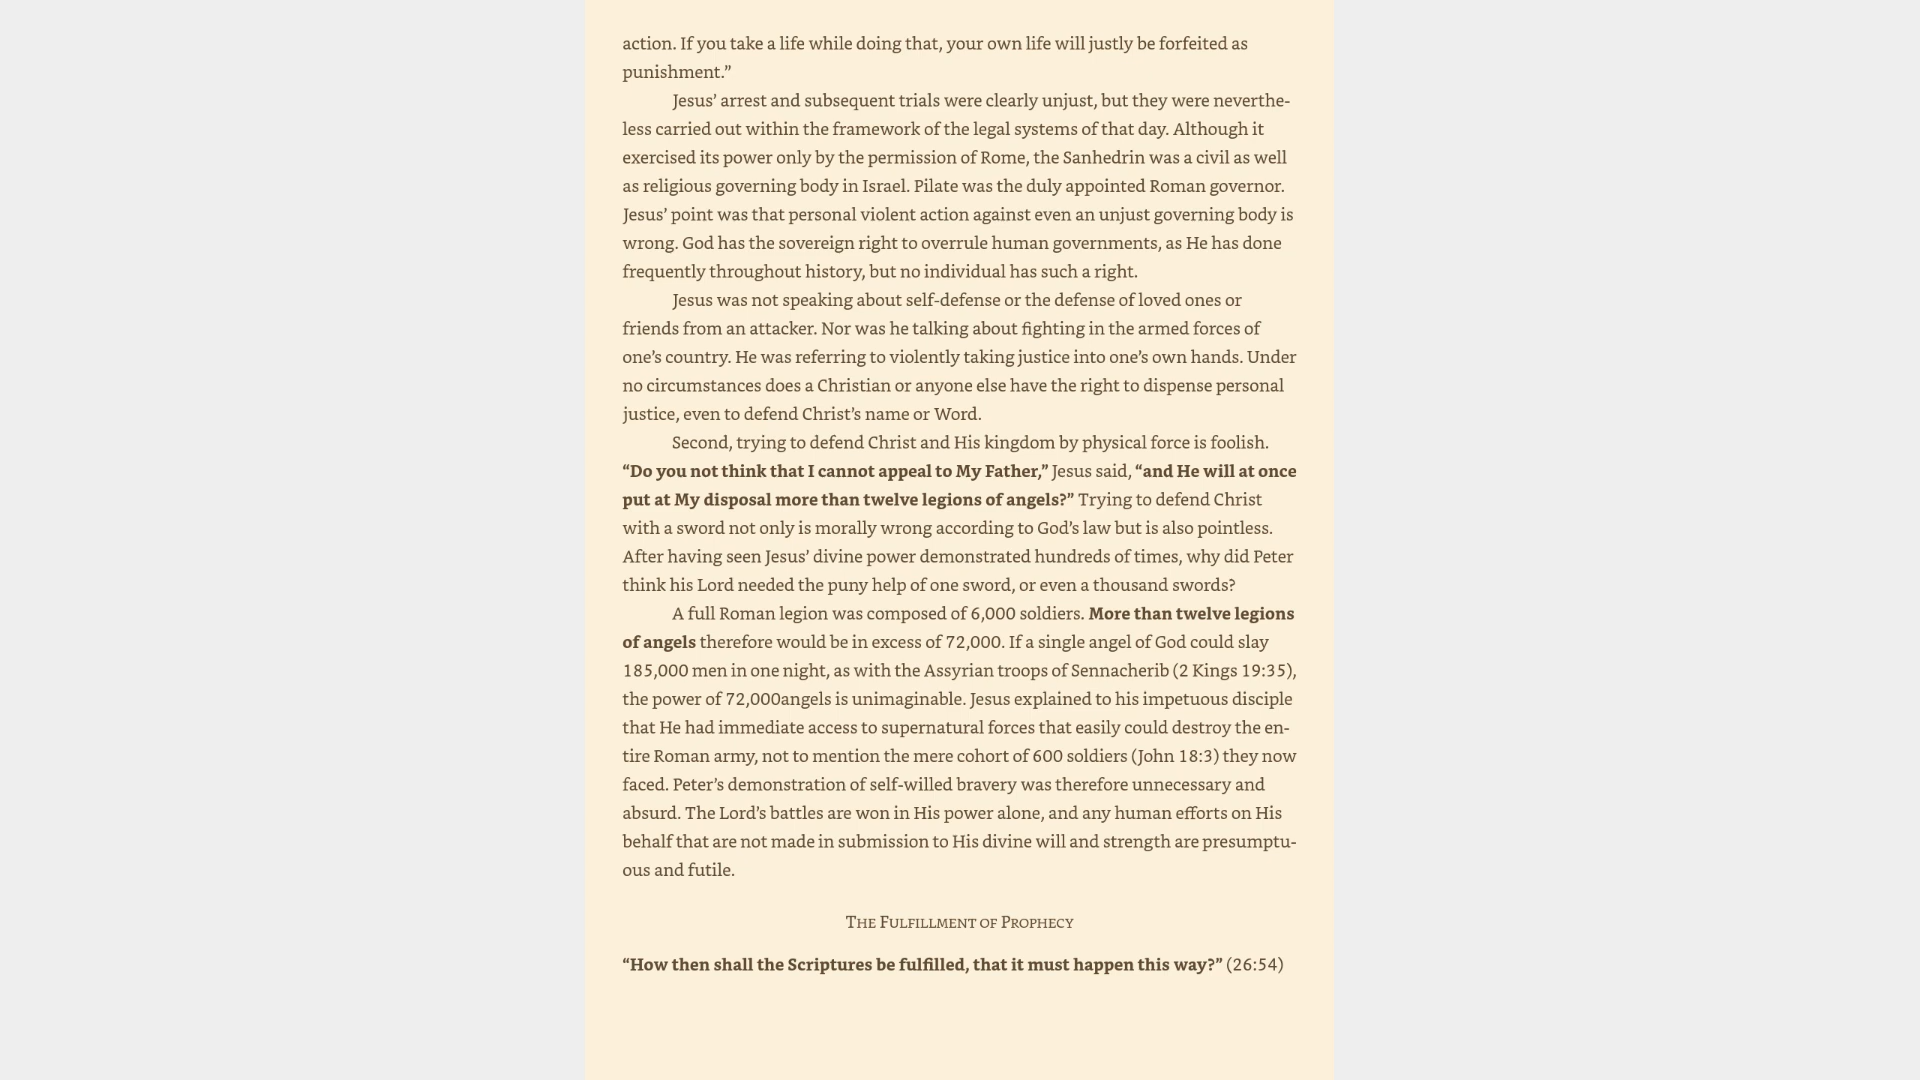 action. If you take a life while doing that, your own life will justly be forfeited as
punishment.”
Jesus’ arrest and subsequent trials were clearly unjust, but they were neverthe-
less carried out within the framework of the legal systems of that day. Although it
exercised its power only by the permission of Rome, the Sanhedrin was a civil as well
as religious governing body in Israel. Pilate was the duly appointed Roman governor.
Jesus’ point was that personal violent action against even an unjust governing body is
wrong. God has the sovereign right to overrule human governments, as He has done
frequently throughout history, but no individual has such a right.
Jesus was not speaking about self-defense or the defense of loved ones or
friends from an attacker. Nor was he talking about fighting in the armed forces of
one’s country. He was referring to violently taking justice into one’s own hands. Under
no circumstances does a Christian or anyone else have the right to dispense personal
justice, even to defend Christ’s name or Word.
Second, trying to defend Christ and His kingdom by physical force is foolish.
“Do you not think that I cannot appeal to My Father,” Jesus said, “and He will at once
put at My disposal more than twelve legions of angels?” Trying to defend Christ
with a sword not only is morally wrong according to God’s law but is also pointless.
After having seen Jesus’ divine power demonstrated hundreds of times, why did Peter
think his Lord needed the puny help of one sword, or even a thousand swords?
A full Roman legion was composed of 6,000 soldiers. More than twelve legions
of angels therefore would be in excess of 72,000. If a single angel of God could slay
185,000 men in one night, as with the Assyrian troops of Sennacherib (2 Kings 19:35),
the power of 72,000angels is unimaginable. Jesus explained to his impetuous disciple
that He had immediate access to supernatural forces that easily could destroy the en-
tire Roman army, not to mention the mere cohort of 600 soldiers (John 18:3) they now
faced. Peter’s demonstration of self-willed bravery was therefore unnecessary and
absurd. The Lord’s battles are won in His power alone, and any human efforts on His
behalf that are not made in submission to His divine will and strength are presumptu-
ous and futile.
The Fulfillment of Prophecy
“How then shall the Scriptures be fulfilled, that it must happen this way?” (26:54)